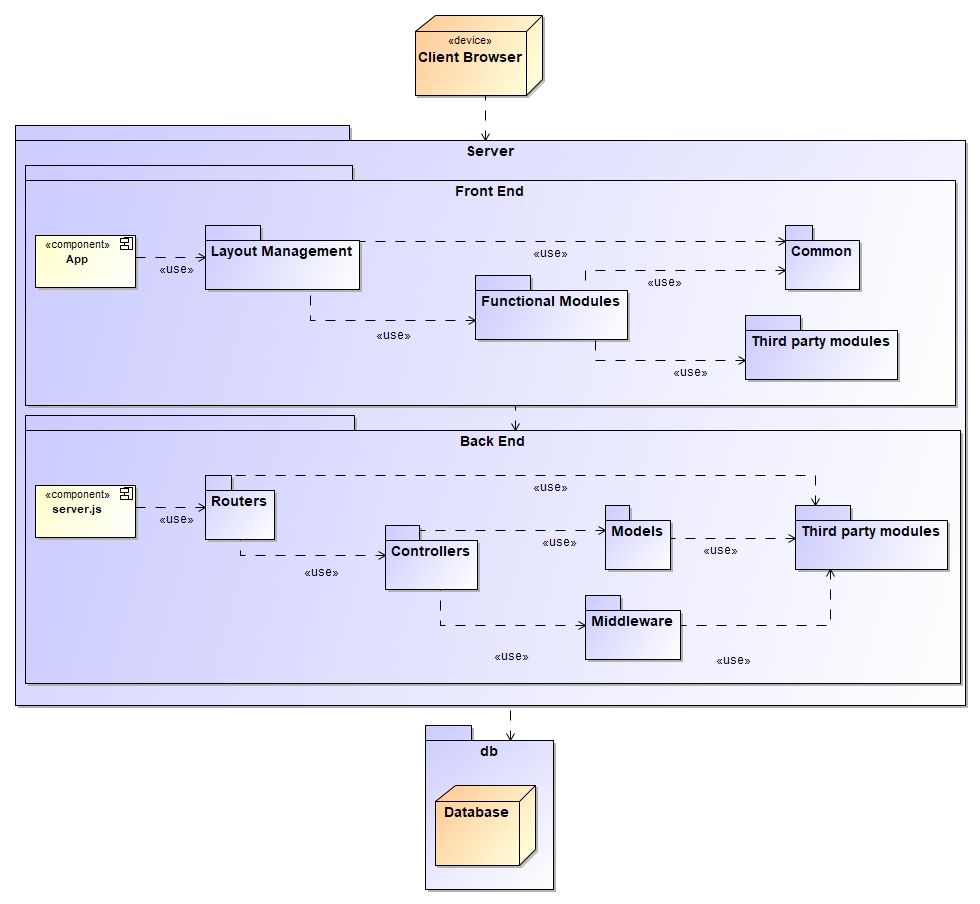 «device»
Client Browser
Server
Front End
«component»
App
«use»
Layout Management
«use»
Common
«use»
Functional Modules
«use»
Third party modules
«use»
Back End
«component»
server.js
«use»
Routers
«use»
Controllers
«use»
Models
«use»
Third party modules
«use»
«use»
Middleware
«use»
«use»
db
Database